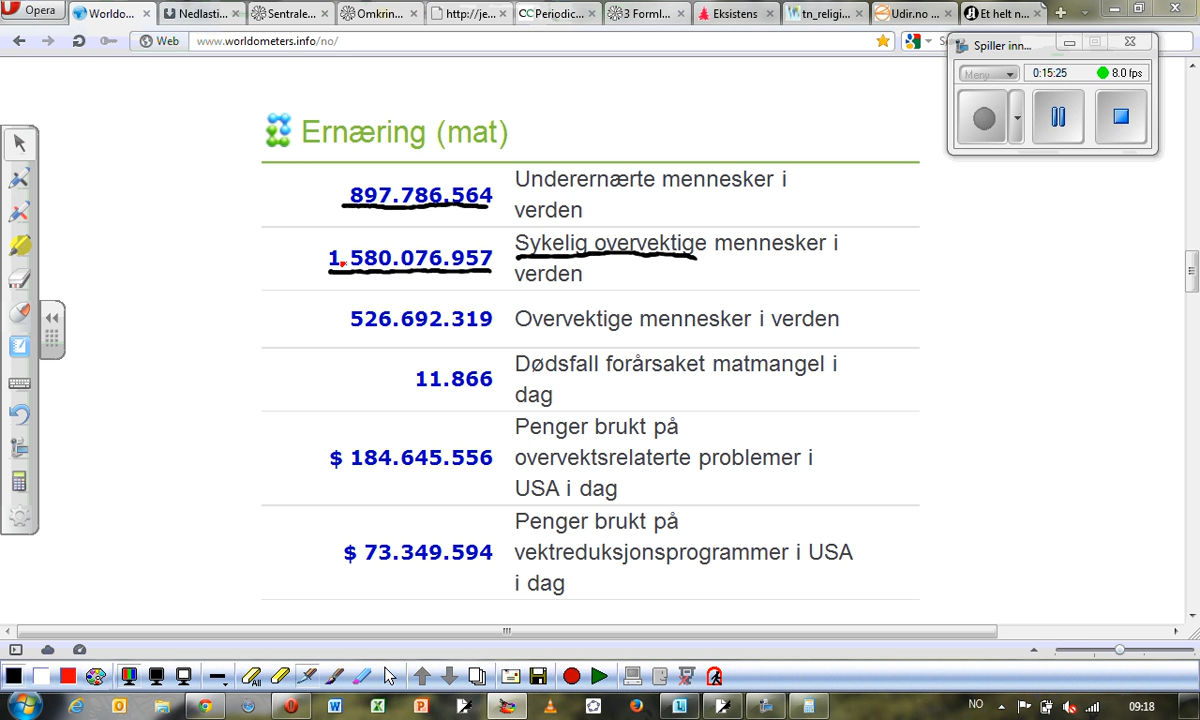 Opera
Worldo...
Nedlasti...
Sentrale...
Omkrin...
http://je...
CC Periodic...
3 Forml...
Eksistens
tn_religi...
Udir.no ...
Et helt n...
Web
www.worldometers.info/no/
Spiller inn...
Meny
0:15:25
8.0 fps
Ernæring (mat)
897.786.564 Underernærte mennesker i
verden
1.580.076.957 Sykelig overvektige mennesker i
verden
526.692.319 Overvektige mennesker i verden
11.866 Dødsfall forårsaket matmangel i
dag
Penger brukt på
$ 184.645.556 overvektsrelaterte problemer i
USA i dag
Penger brukt på
$ 73.349.594 vektreduksjonsprogrammer i USA
i dag
All
NO
09:18